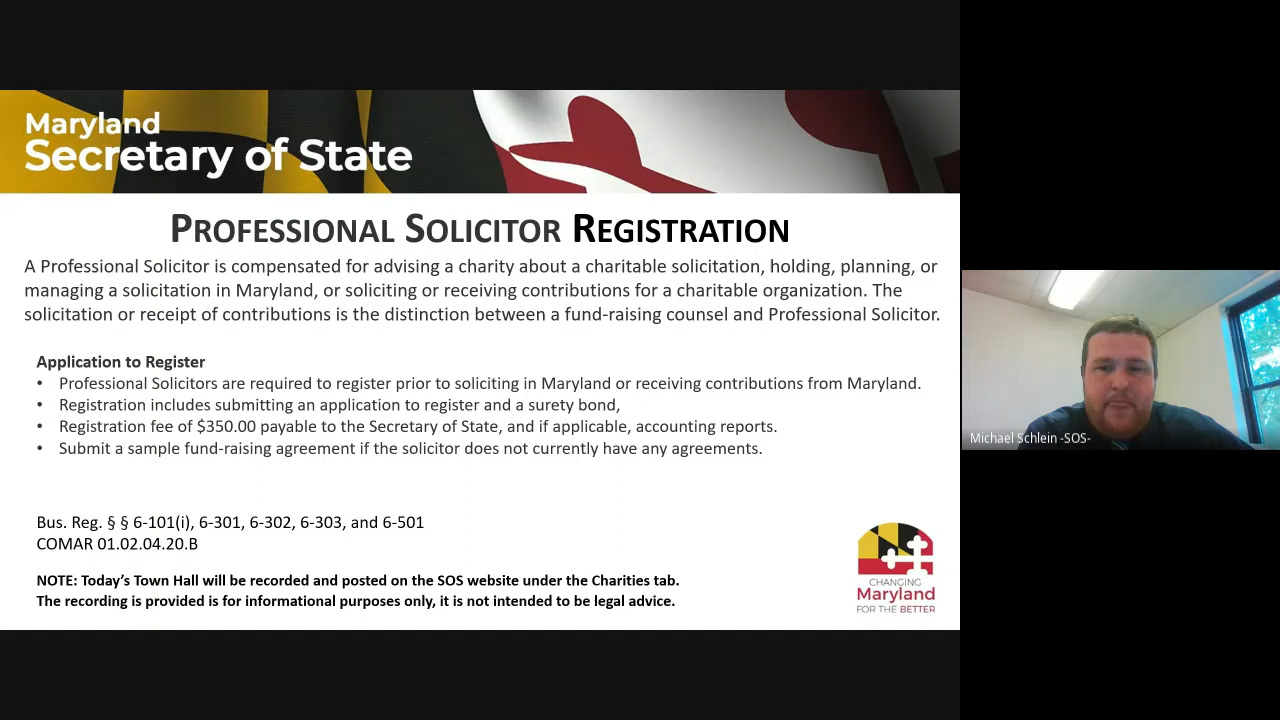 Maryland
Secretary of State
PROFESSIONAL SOLICITOR REGISTRATION
A Professional Solicitor is compensated for advising a charity about a charitable solicitation, holding, planning, or
managing a solicitation in Maryland, or soliciting or receiving contributions for a charitable organization. The
solicitation or receipt of contributions is the distinction between a fund-raising counsel and Professional Solicitor.
Application to Register
• Professional Solicitors are required to register prior to soliciting in Maryland or receiving contributions from Maryland.
• Registration includes submitting an application to register and a surety bond,
• Registration fee of $350.00 payable to the Secretary of State, and if applicable, accounting reports.
• Submit a sample fund-raising agreement if the solicitor does not currently have any agreements.
Bus. Reg. § § 6-101(i), 6-301, 6-302, 6-303, and 6-501
COMAR 01.02.04.20.B
NOTE: Today's Town Hall will be recorded and posted on the SOS website under the Charities tab.
The recording is provided is for informational purposes only, it is not intended to be legal advice.
CHANGING
Maryland
FOR THE BETTER
Michael Schlein -SOS-